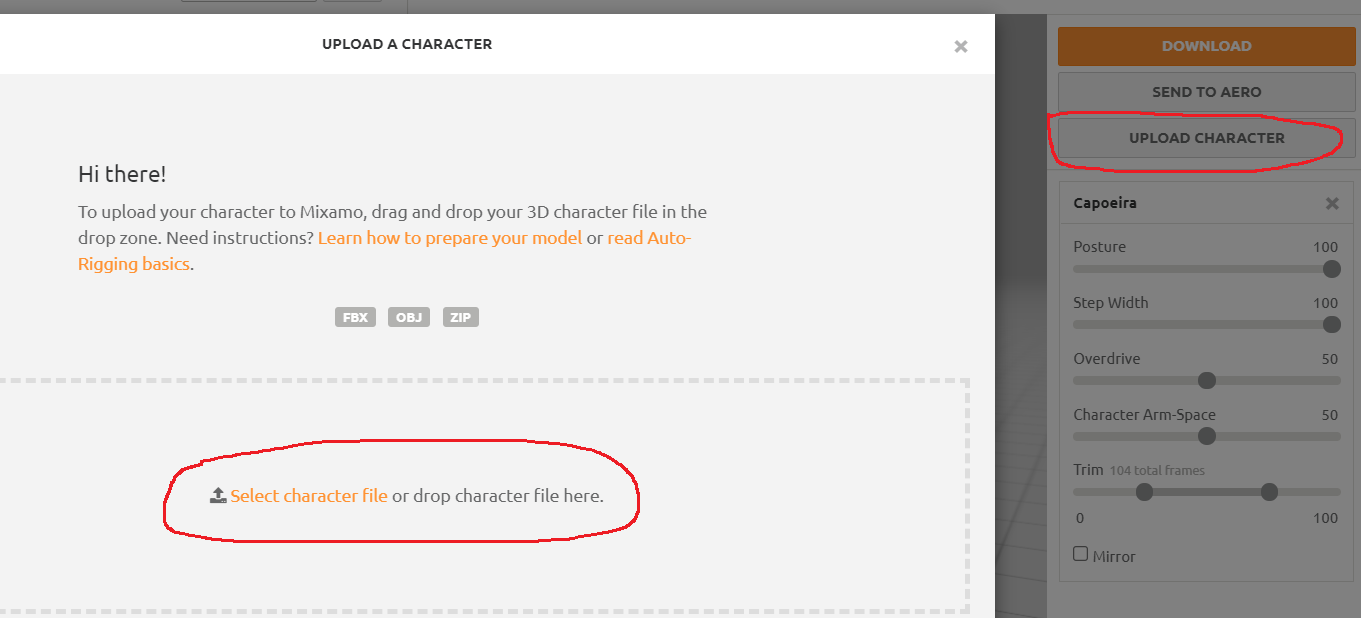 UPLOAD A CHARACTER
Hi there!
To upload your character to Mixamo, drag and drop your 3D character file in the
drop zone. Need instructions? Learn how to prepare your model or read Auto-
Rigging basics.
FBX OBJ ZIP
Select character file or drop character file here.
DOWNLOAD
SEND TO AERO
UPLOAD CHARACTER
Capoeira
Posture 100
Step Width 100
Overdrive 50
Character Arm-Space 50
Trim 104 total frames
0 100
Mirror